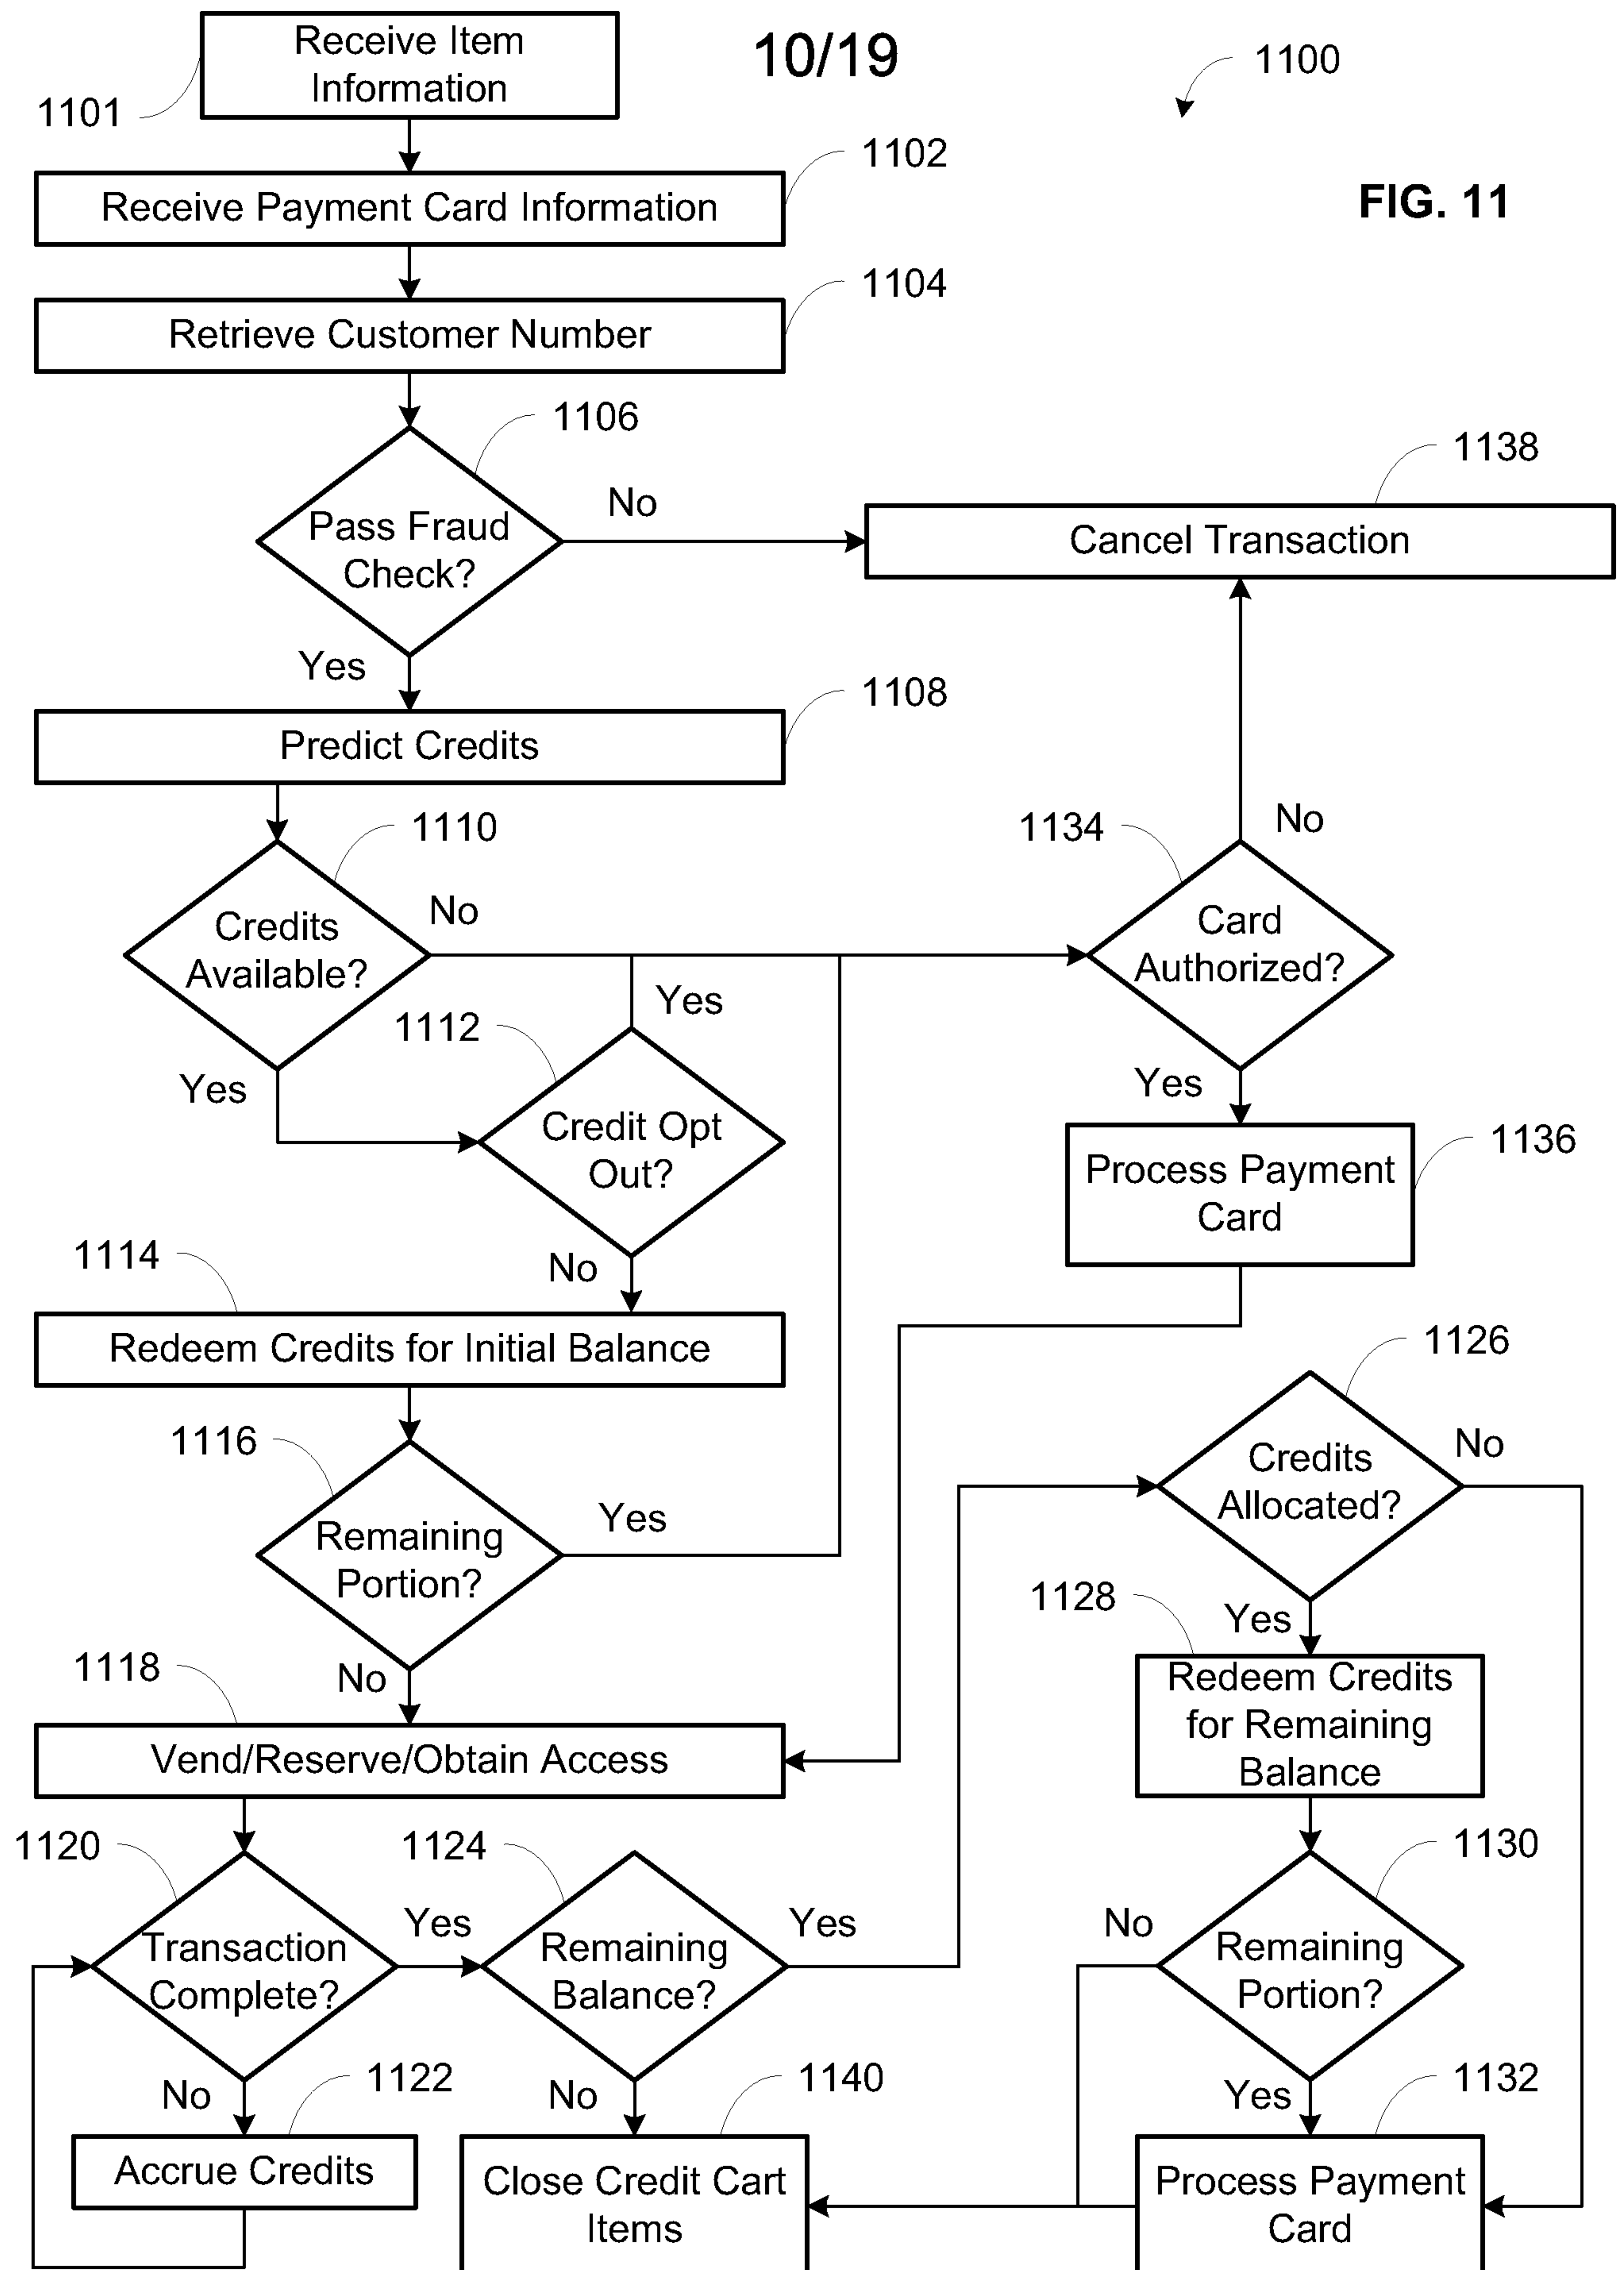 10/19
1100
FIG. 11
Receive Item
Information
1101
1102
Receive Payment Card Information
1104
Retrieve Customer Number
1106
Pass Fraud
Check?
No
Yes
1138
Cancel Transaction
1108
Predict Credits
1110
Credits
Available?
No
Yes
1112
Yes
Credit Opt
Out?
No
1134
No
Card
Authorized?
Yes
1136
Process Payment
Card
1114
Redeem Credits for Initial Balance
1116
Remaining
Portion?
Yes
No
1118
Vend/Reserve/Obtain Access
1120
Transaction
Complete?
Yes
No
1122
Accrue Credits
1124
Remaining
Balance?
Yes
No
1140
Close Credit Cart
Items
1126
Credits
Allocated?
No
Yes
1128
Redeem Credits
for Remaining
Balance
1130
No
Remaining
Portion?
Yes
1132
Process Payment
Card